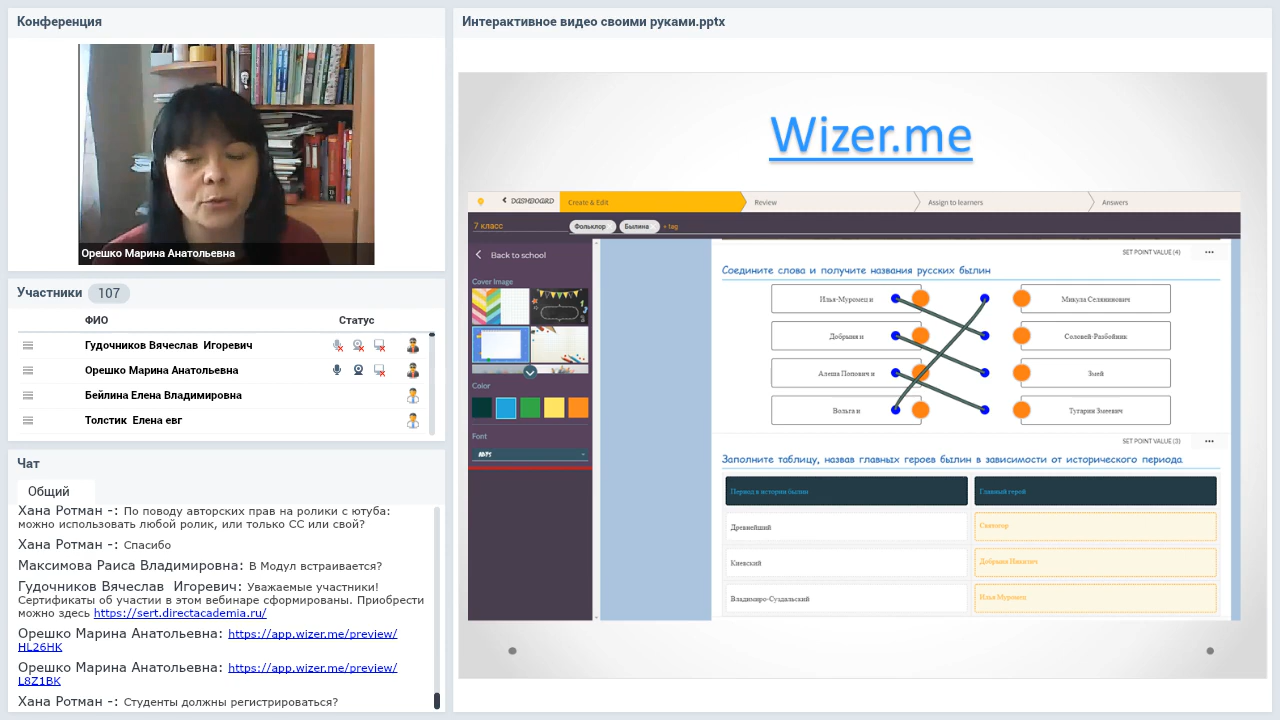 Конференция
Орешко Марина Анатольевна
Участники 107
ФИО Статус
Гудочников Вячеслав Игоревич
Орешко Марина Анатольевна
Бейлина Елена Владимировна
Толстик Елена евг
Чат
Общий
Хана Ротман -: По поводу авторских прав на ролики с ютуба:
можно использовать любой ролик, или только СС или свой?
Хана Ротман -: Спасибо
Максимова Раиса Владимировна: В Модул встраивается?
Гудочников Вячеслав Игоревич: Уважаемые участники!
Сертификаты об участии в этом вебинаре сформированы. Приобрести
можно здесь https://sert.directacademia.ru/
Орешко Марина Анатольевна: https://app.wizer.me/preview/
HL26HK
Орешко Марина Анатольевна: https://app.wizer.me/preview/
L8Z1BK
Хана Ротман -: Студенты должны регистрироваться?
Интерактивное видео своими руками.pptx
Wizer.me
DASHBOARD Create & Edit Review Assign to learners Answers
7 класс Фольклор Былина + tag
Back to school
Cover Image
Color
Font
SET POINT VALUE (4)
Соедините слова и получите названия русских былин
Илья-Муромец и Микула Селянинович
Добрыня и Соловей-Разбойник
Алеша Попович и Змей
Вольга и Тугарин Змеевич
SET POINT VALUE (3)
Заполните таблицу, назвав главных героев былин в зависимости от исторического периода
Период в истории былин Главный герой
Древнейший Святогор
Киевский Добрыня Никитич
Владимиро-Суздальский Илья Муромец